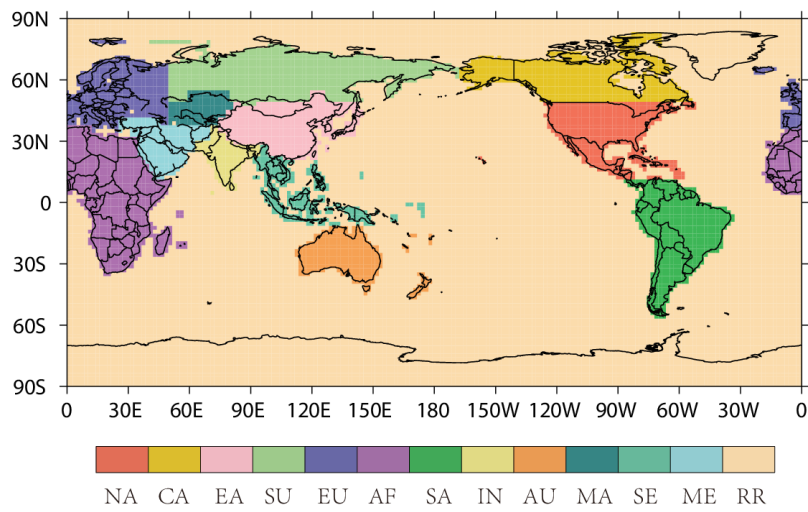 90N
60N
30N
0
30S
60S
90S
0 30E 60E 90E 120E 150E 180 150W 120W 90W 60W 30W 0
NA CA EA SU EU AF SA IN AU MA SE ME RR